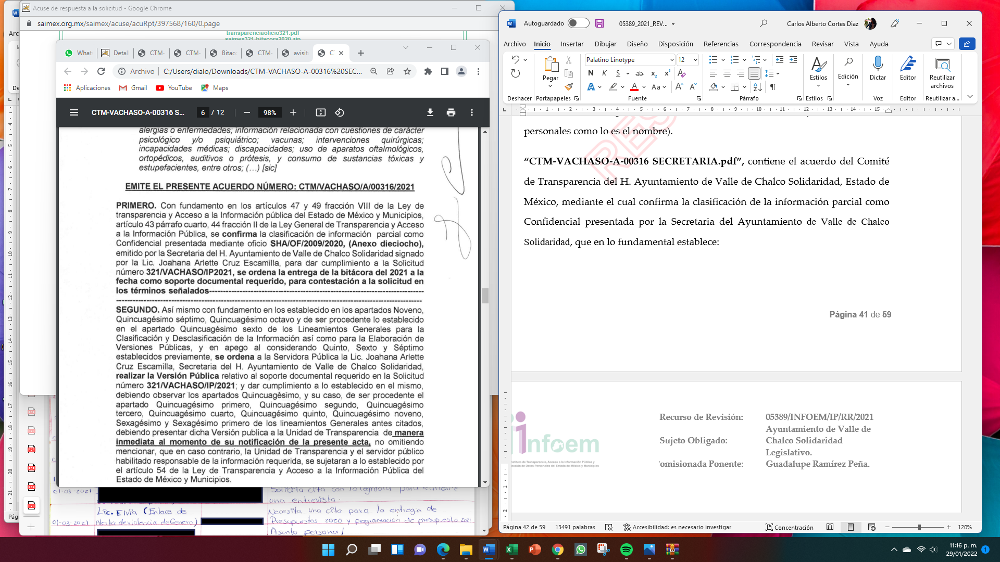 Acuse de respuesta a la solicitud - Google Chrome
saimex.org.mx/saimex/acuse/acuRpt/397568/160/0.page
transparenciaoficio321.pdf
saimex321-bitacora2020.zip
What
Detall
CTM-
CTM-
Bitaco
CTM-
avisit
C
Archivo
C:/Users/dialo/Downloads/CTM-VACHASO-A-00316%20SEC...
Aplicaciones
Gmail
YouTube
Maps
CTM-VACHASO-A-00316 S...
6 / 12
98%
alergias o enfermedades; información relacionada con cuestiones de carácter
psicológico y/o psiquiátrico; vacunas; intervenciones quirúrgicas;
incapacidades médicas; discapacidades; uso de aparatos oftalmológicos,
ortopédicos, auditivos o prótesis, y consumo de sustancias tóxicas y
estupefacientes, entre otros; (…) [sic]
EMITE EL PRESENTE ACUERDO NÚMERO: CTM/VACHASO/A/00316/2021
PRIMERO. Con fundamento en los artículos 47 y 49 fracción VIII de la Ley de
transparencia y Acceso a la Información pública del Estado de México y Municipios,
artículo 43 párrafo cuarto, 44 fracción II de la Ley General de Transparencia y Acceso
a la Información Pública, se confirma la clasificación de información parcial como
Confidencial presentada mediante oficio SHA/OF/2009/2020, (Anexo dieciocho),
emitido por la Secretaria del H. Ayuntamiento de Valle de Chalco Solidaridad signado
por la Lic. Joahana Arlette Cruz Escamilla, para dar cumplimiento a la Solicitud
número 321/VACHASO/IP2021, se ordena la entrega de la bitácora del 2021 a la
fecha como soporte documental requerido, para contestación a la solicitud en
los términos señalados
SEGUNDO. Así mismo con fundamento en los establecido en los apartados Noveno,
Quincuagésimo séptimo, Quincuagésimo octavo y de ser procedente lo establecido
en el apartado Quincuagésimo sexto de los Lineamientos Generales para la
Clasificación y Desclasificación de la Información así como para la Elaboración de
Versiones Públicas, y en apego al considerando Quinto, Sexto y Séptimo
establecidos previamente, se ordena a la Servidora Pública la Lic. Joahana Arlette
Cruz Escamilla, Secretaria del H. Ayuntamiento de Valle de Chalco Solidaridad,
realizar la Versión Pública relativo al soporte documental requerido en la Solicitud
número 321/VACHASO/IP/2021; y dar cumplimiento a lo establecido en el mismo,
debiendo observar los apartados Quincuagésimo, y su caso, de ser procedente el
apartado Quincuagésimo primero, Quincuagésimo segundo, Quincuagésimo
tercero, Quincuagésimo cuarto, Quincuagésimo quinto, Quincuagésimo noveno,
Sexagésimo y Sexagésimo primero de los lineamientos Generales antes citados,
debiendo presentar dicha Versión publica a la Unidad de Transparencia de manera
inmediata al momento de su notificación de la presente acta, no omitiendo
mencionar, que en caso contrario, la Unidad de Transparencia y el servidor público
habilitado responsable de la información requerida, se sujetaran a lo establecido por
el artículo 54 de la Ley de Transparencia y Acceso a la Información Pública del
Estado de México y Municipios.
01-03 2021
Solicita cita con la regidora para realizarle
una entrevista.
Lic. Elvia (Enlace de
Alerta de violencia de Genero)
01-03-2021
Necesita una cita para la entrega de
Presupuestos 2020 y programación de presupuesto 2021
Asunto personal
Autoguardado
05389_2021_REV...
Carlos Alberto Cortes Diaz
Archivo
Inicio
Insertar
Dibujar
Diseño
Disposición
Referencias
Correspondencia
Revisar
Vista
Ayuda
Pegar
Palatino Linotype
12
Estilos
Edición
Dictar
Editor
Reutilizar archivos
Deshacer
Portapapeles
Fuente
Párrafo
Estilos
Voz
Editor
Reutilizar a...
personales como lo es el nombre).
RES
“CTM-VACHASO-A-00316 SECRETARIA.pdf”, contiene el acuerdo del Comité
de Transparencia del H. Ayuntamiento de Valle de Chalco Solidaridad, Estado de
México, mediante el cual confirma la clasificación de la información parcial como
Confidencial presentada por la Secretaria del Ayuntamiento de Valle de Chalco
Solidaridad, que en lo fundamental establece:
Página 41 de 59
infoem
Recurso de Revisión: 05389/INFOEM/IP/RR/2021
Sujeto Obligado: Ayuntamiento de Valle de
Chalco Solidaridad
Legislativo.
omisionada Ponente: Guadalupe Ramírez Peña.
Página 42 de 59
13491 palabras
Accesibilidad: es necesario investigar
Concentración
120%
11:16 p. m.
29/01/2022
1